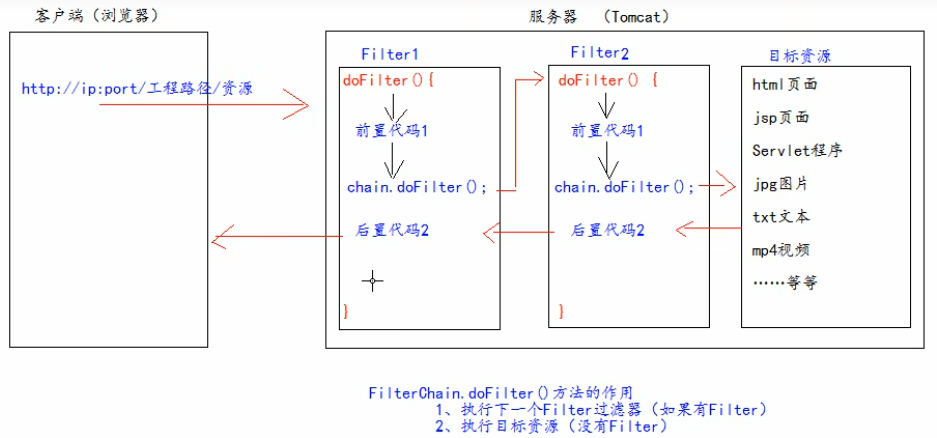 客户端（浏览器）
服务器 （Tomcat）
http://ip:port/工程路径/资源
Filter1
doFilter(){
前置代码1
chain.doFilter();
后置代码2
}
Filter2
doFilter() {
前置代码1
chain.doFilter();
后置代码2
}
目标资源
html页面
jsp页面
Servlet程序
jpg图片
txt文本
mp4视频
……等等
FilterChain.doFilter()方法的作用
1、执行下一个Filter过滤器（如果有Filter）
2、执行目标资源（没有Filter）